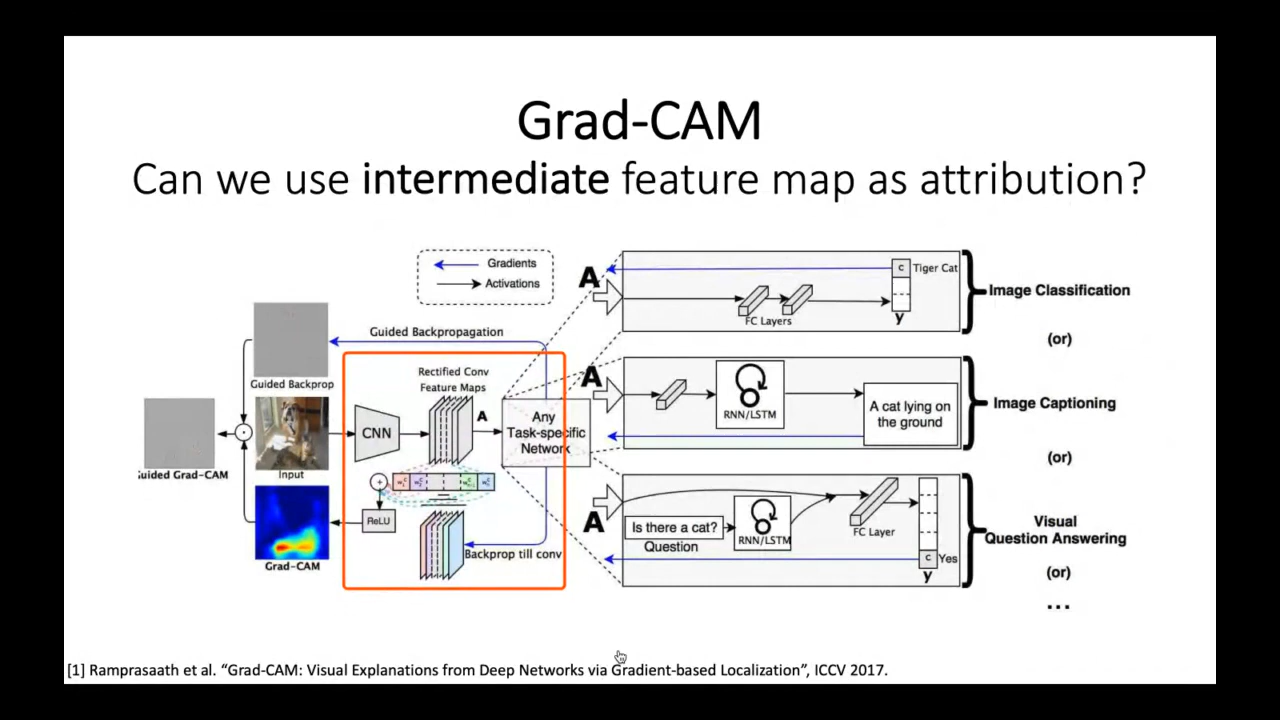 Grad-CAM
Can we use intermediate feature map as attribution?
Gradients
Activations
Guided Backpropagation
Guided Backprop
Input
uided Grad-CAM
Grad-CAM
Rectified Conv
Feature Maps
A
CNN
Any
Task-specific
Network
+
ReLU
Backprop till conv
A
c
Tiger Cat
FC Layers
y
Image Classification
(or)
A
RNN/LSTM
A cat lying on
the ground
Image Captioning
(or)
A
Is there a cat?
Question
RNN/LSTM
FC Layer
c
Yes
y
Visual
Question Answering
(or)
...
[1] Ramprasaath et al. “Grad-CAM: Visual Explanations from Deep Networks via Gradient-based Localization”, ICCV 2017.